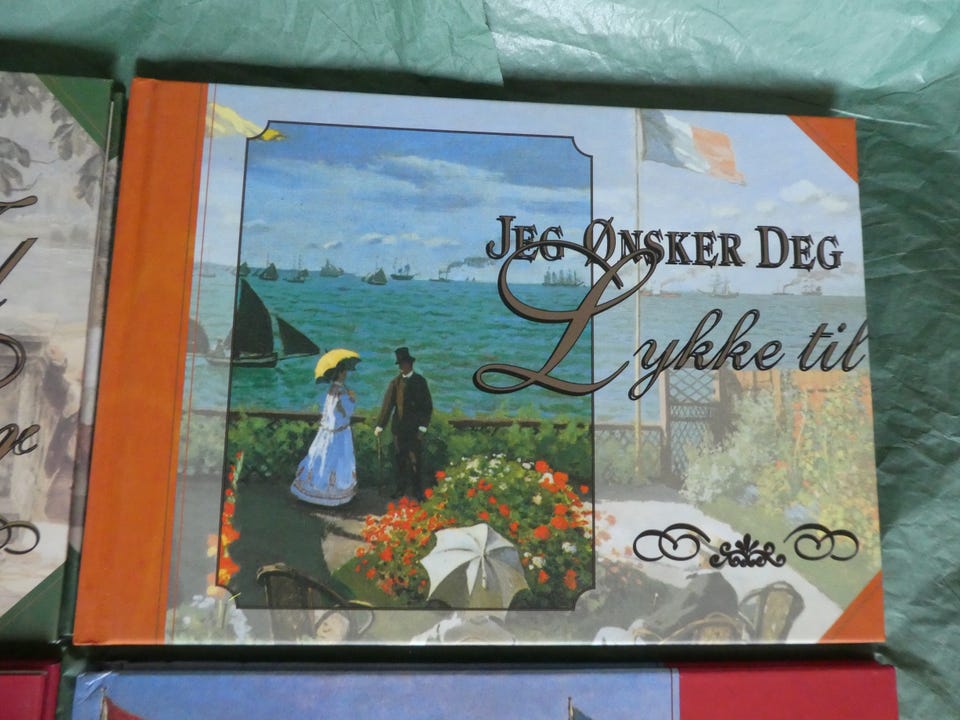 JEG ØNSKER DEG
Lykke til